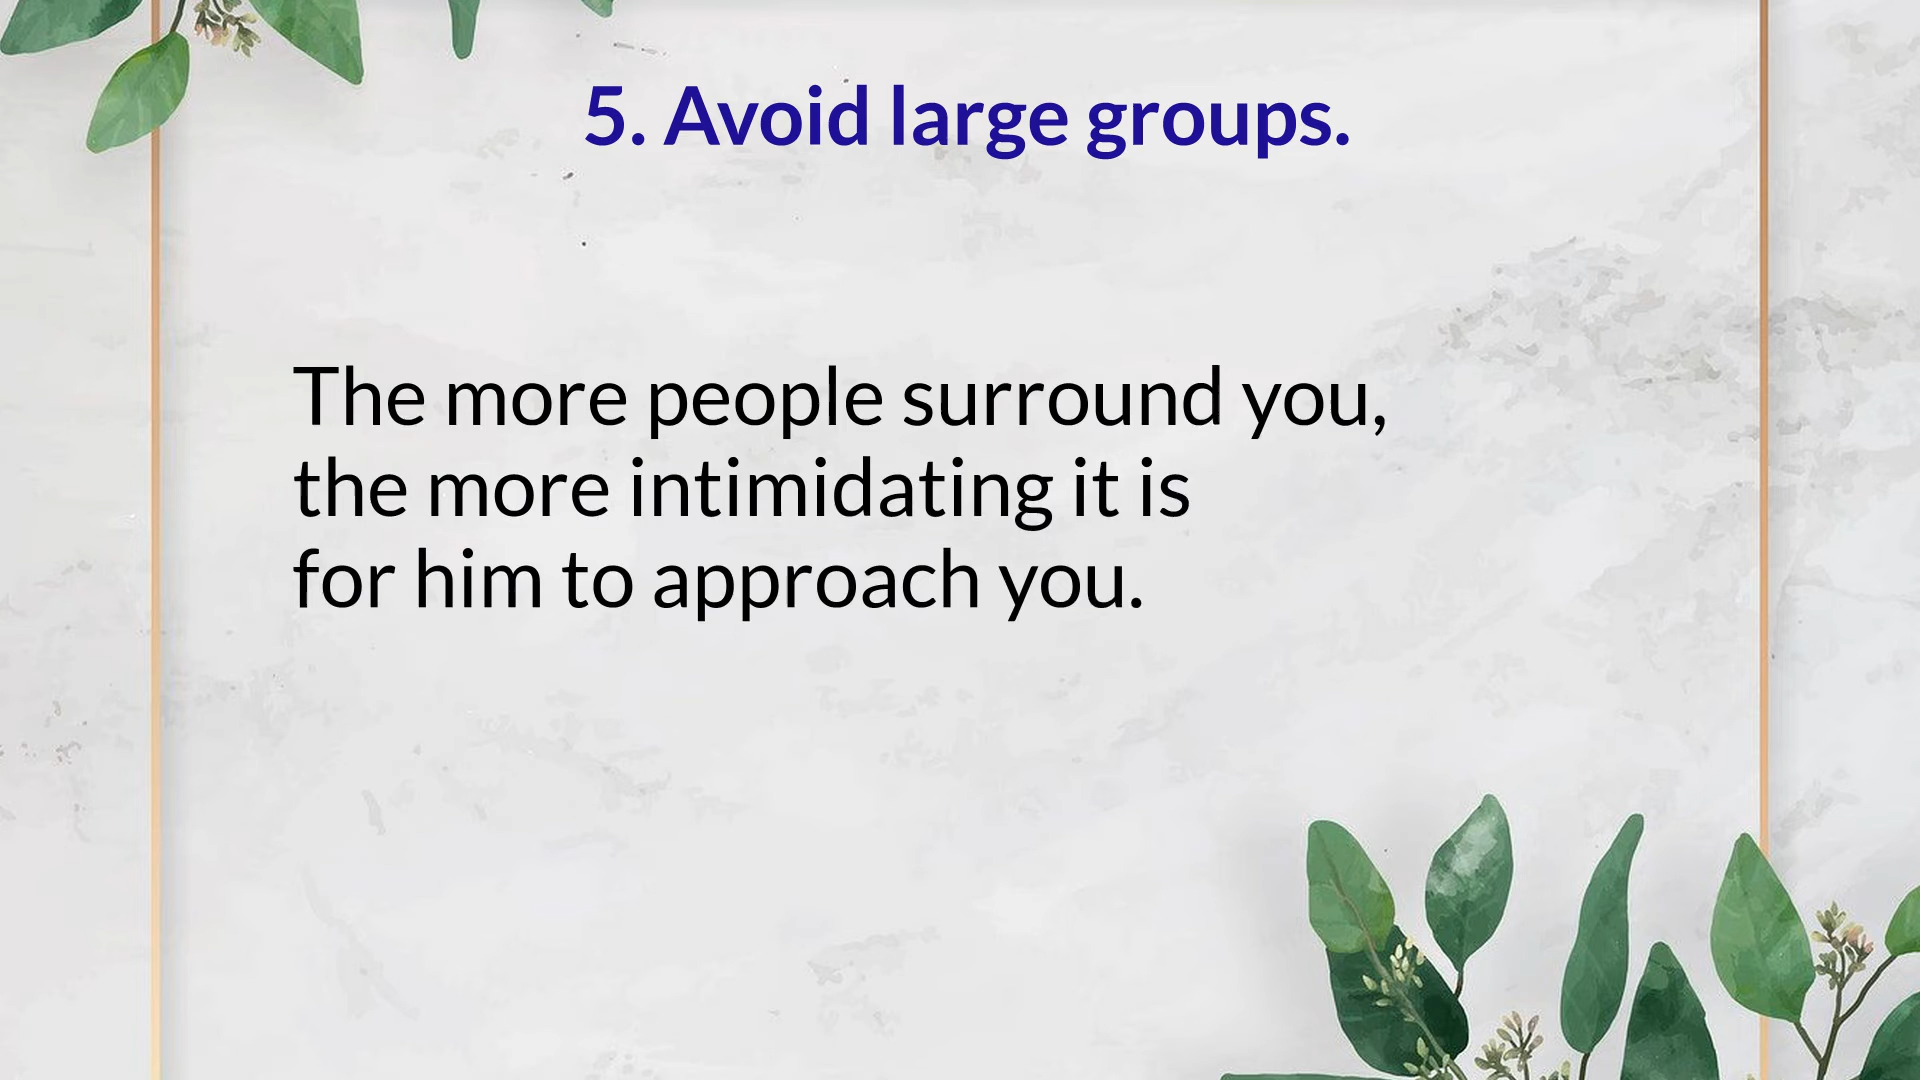 5. Avoid large groups.
The more people surround you,
the more intimidating it is
for him to approach you.